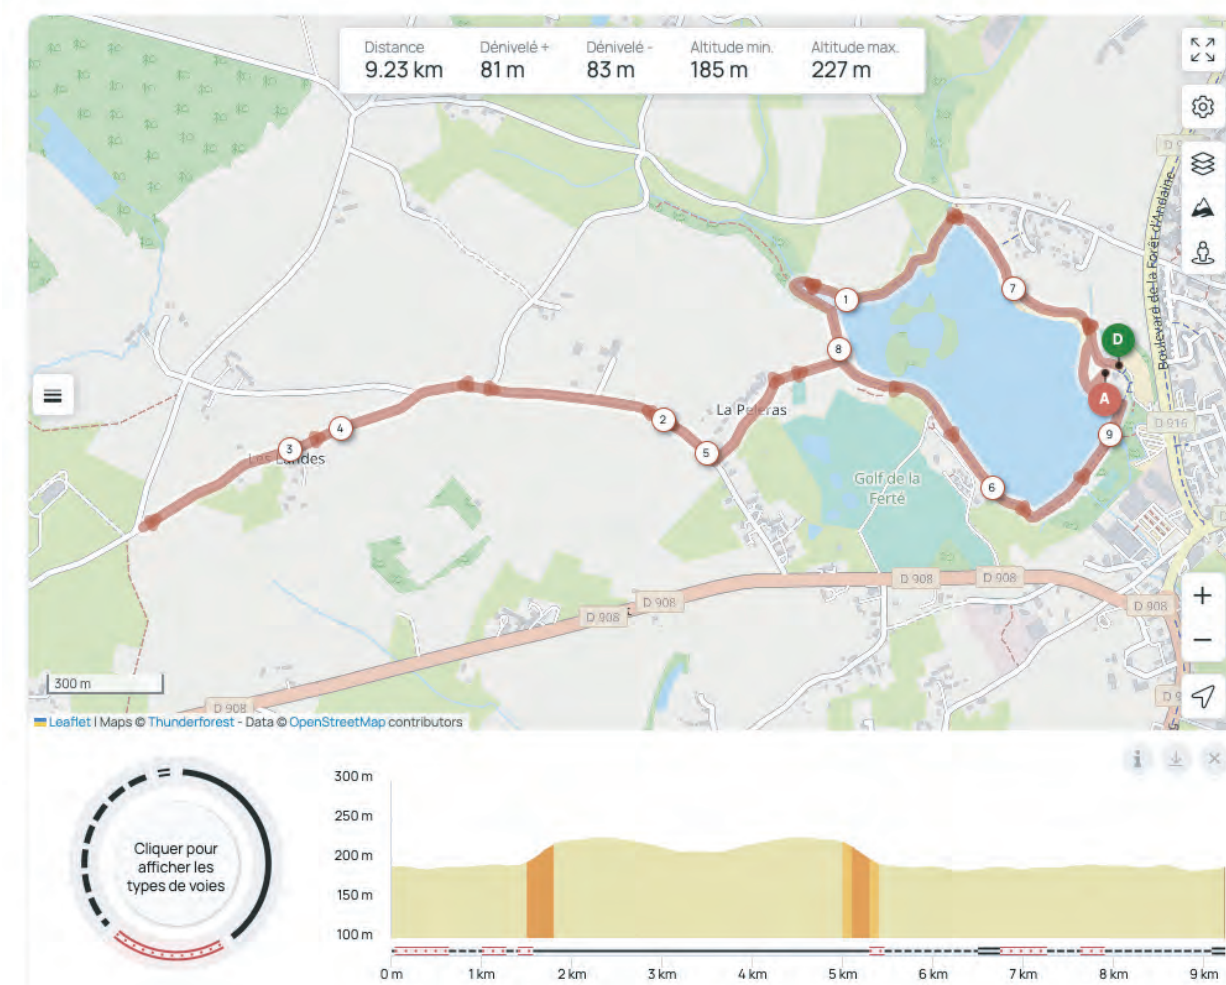 Distance
9.23 km
Dénivelé +
81 m
Dénivelé -
83 m
Altitude min.
185 m
Altitude max.
227 m
Boulevard de la Forêt d'Andaine
7
1
D
8
A
La Peleras
2
9
D 916
4
3
5
Les Landes
Golf de la
Ferté
6
D 908
D 908
D 908
D 908
D 908
D 908
300 m
Leaflet | Maps © Thunderforest - Data © OpenStreetMap contributors
Cliquer pour
afficher les
types de voies
300 m
250 m
200 m
150 m
100 m
0 m
1 km
2 km
3 km
4 km
5 km
6 km
7 km
8 km
9 km